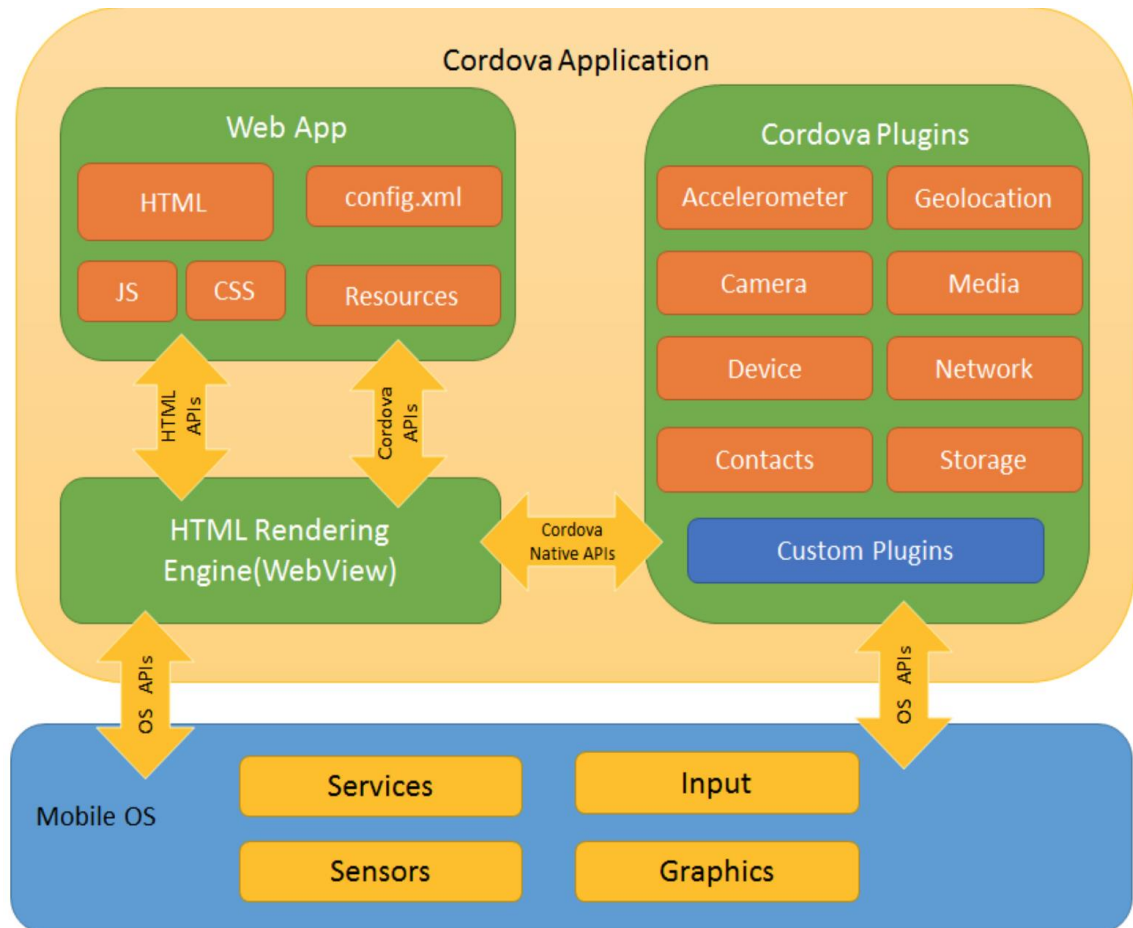 Cordova Application
Web App
HTML
config.xml
JS
CSS
Resources
HTML
APIs
Cordova
APIs
HTML Rendering
Engine(WebView)
Cordova
Native APIs
Cordova Plugins
Accelerometer
Geolocation
Camera
Media
Device
Network
Contacts
Storage
Custom Plugins
OS APIs
OS APIs
Mobile OS
Services
Input
Sensors
Graphics